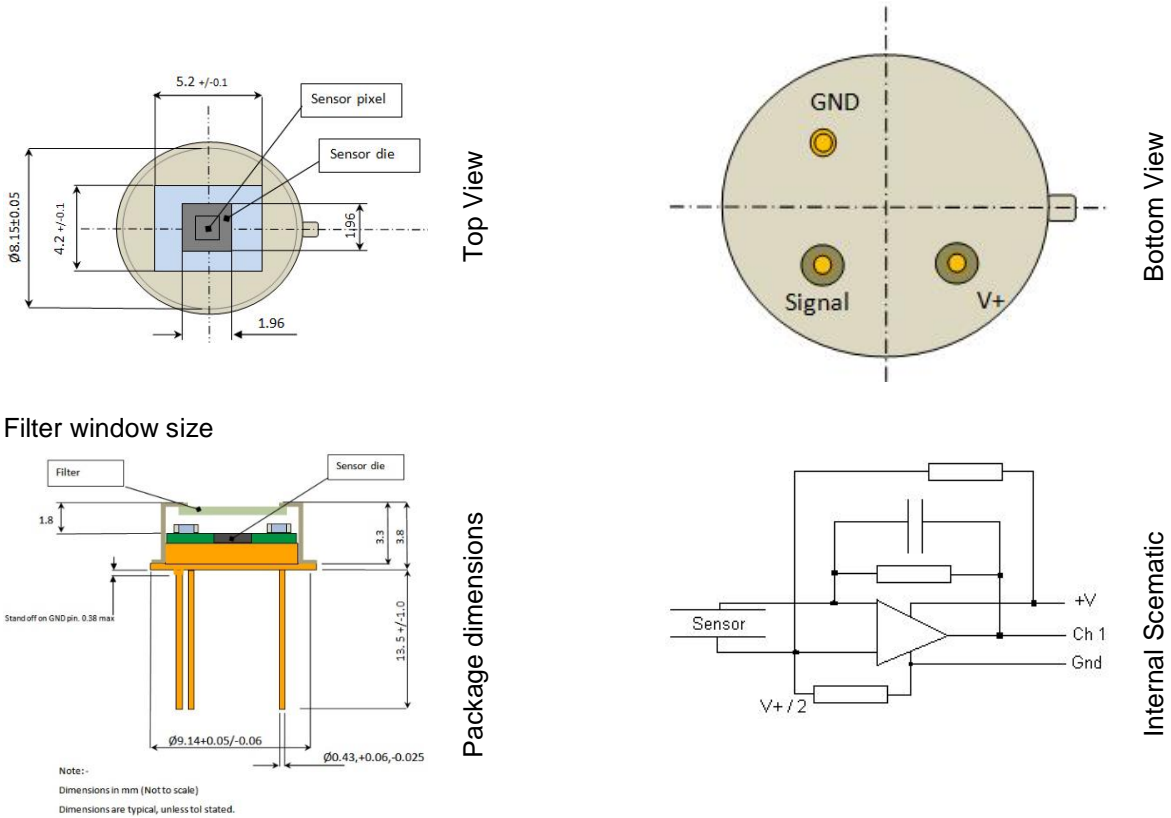 5.2 +/-0.1
Sensor pixel
Sensor die
Ø8.15±0.05
4.2 +/-0.1
1.96
1.96
Top View
GND
Signal
V+
Bottom View
Filter window size
Filter
Sensor die
1.8
3.3
3.8
Stand off on GND pin. 0.38 max
13.5 +/-1.0
Ø9.14+0.05/-0.06
Ø0.43,+0.06,-0.025
Note:-
Dimensions in mm (Not to scale)
Dimensions are typical, unless tol stated.
Package dimensions
Sensor
+V
Ch 1
Gnd
V+ / 2
Internal Scematic